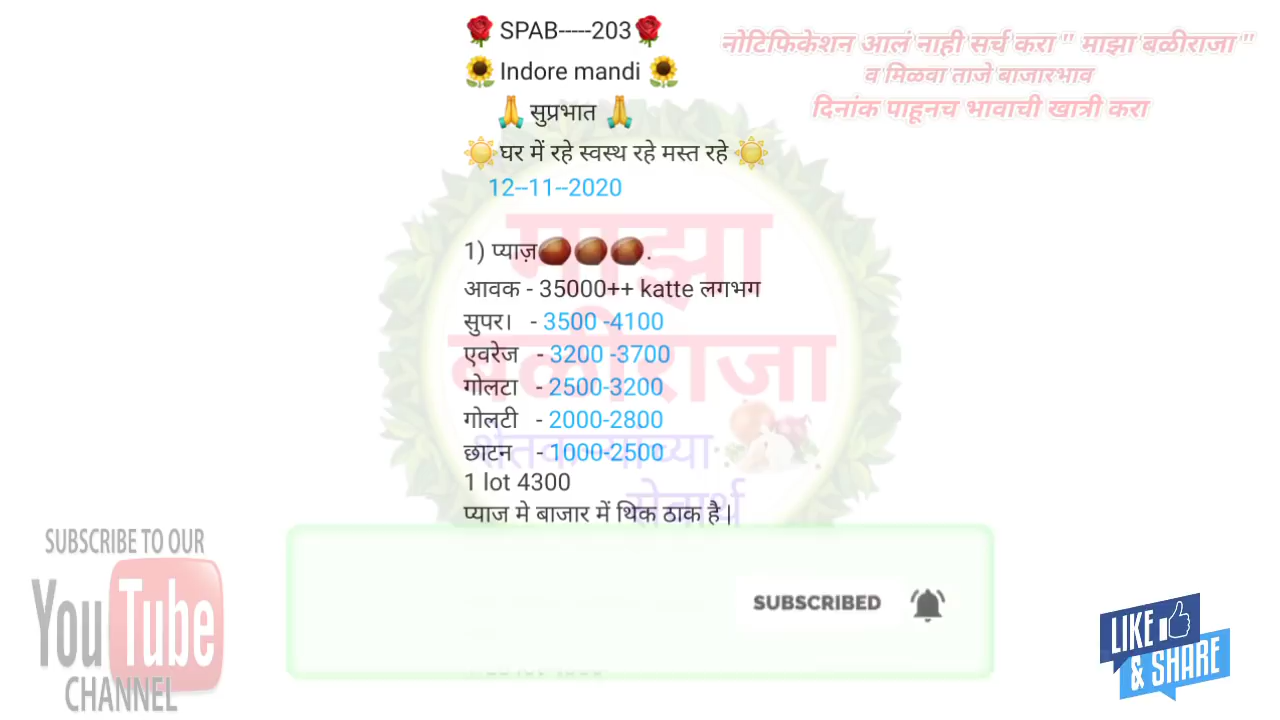 🌹 SPAB-----203🌹
🌻 Indore mandi 🌻
🙏 सुप्रभात 🙏
☀️ घर में रहे स्वस्थ रहे मस्त रहे ☀️
12--11--2020
1) प्याज़🌰🌰🌰.
आवक - 35000++ katte लगभग
सुपर। - 3500 -4100
एवरेज - 3200 -3700
गोलटा - 2500-3200
गोलटी - 2000-2800
छाटन - 1000-2500
1 lot 4300
प्याज मे बाजार में थिक ठाक है|
नोटिफिकेशन आलं नाही सर्च करा " माझा बळीराजा "
व मिळवा ताजे बाजारभाव
दिनांक पाहूनच भावाची खात्री करा
माझा
बळीराजा
शेतकऱ्यांच्या
सेवार्थ
SUBSCRIBE TO OUR
YouTube
CHANNEL
SUBSCRIBED
LIKE
& SHARE